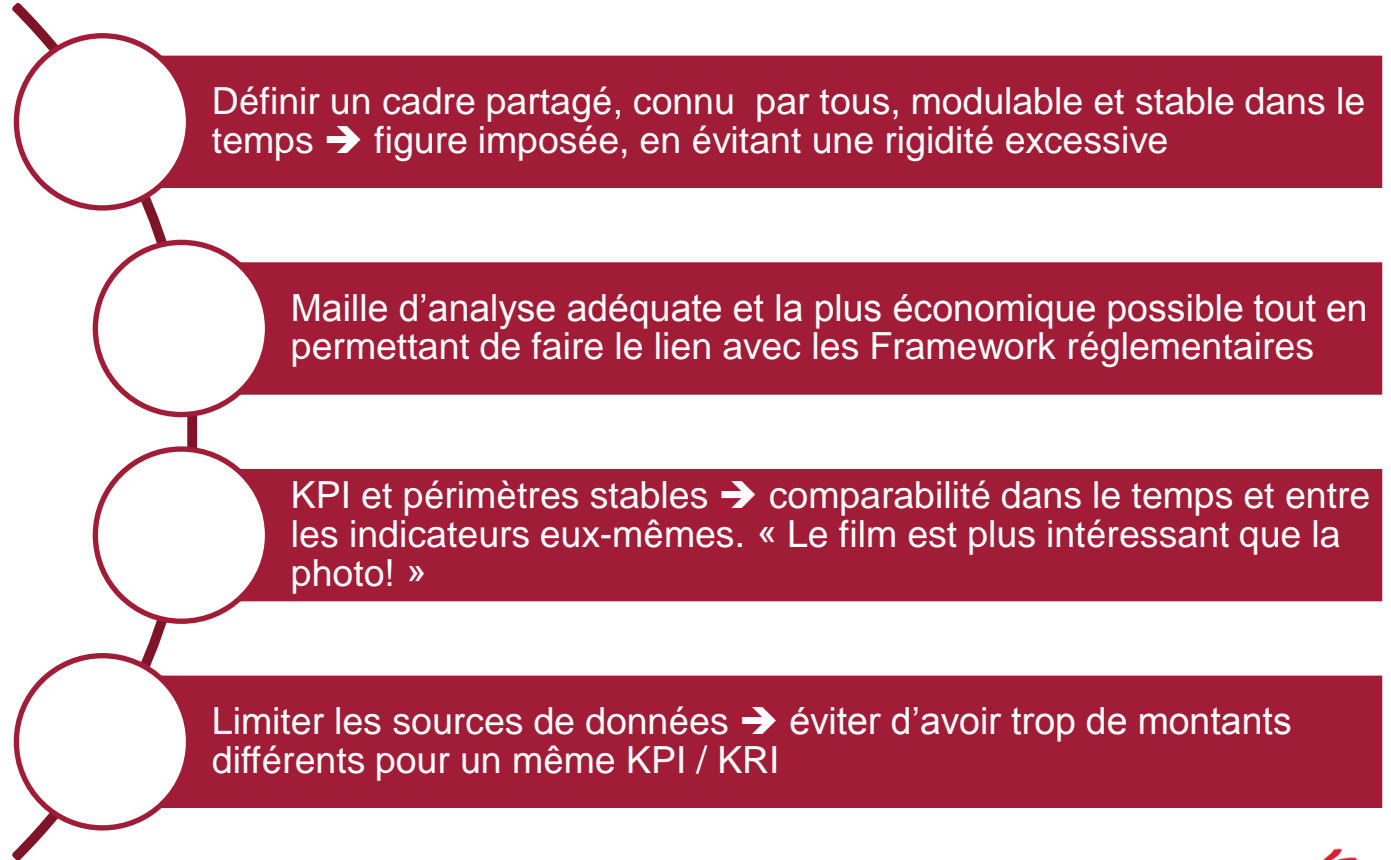 Définir un cadre partagé, connu  par tous, modulable et stable dans le
temps ➔ figure imposée, en évitant une rigidité excessive
Maille d’analyse adéquate et la plus économique possible tout en
permettant de faire le lien avec les Framework réglementaires
KPI et périmètres stables ➔ comparabilité dans le temps et entre
les indicateurs eux-mêmes. « Le film est plus intéressant que la
photo! »
Limiter les sources de données ➔ éviter d’avoir trop de montants
différents pour un même KPI / KRI